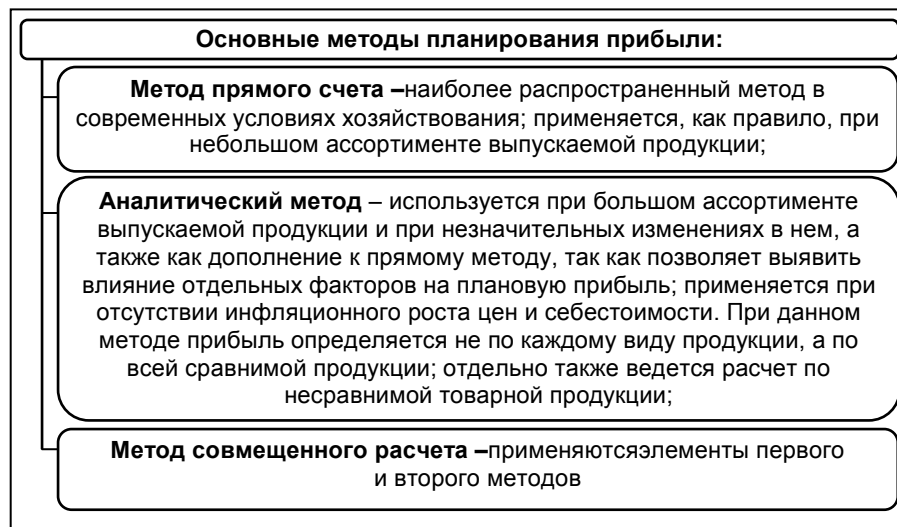 Основные методы планирования прибыли:
Метод прямого счета –наиболее распространенный метод в
современных условиях хозяйствования; применяется, как правило, при
небольшом ассортименте выпускаемой продукции;
Аналитический метод – используется при большом ассортименте
выпускаемой продукции и при незначительных изменениях в нем, а
также как дополнение к прямому методу, так как позволяет выявить
влияние отдельных факторов на плановую прибыль; применяется при
отсутствии инфляционного роста цен и себестоимости. При данном
методе прибыль определяется не по каждому виду продукции, а по
всей сравнимой продукции; отдельно также ведется расчет по
несравнимой товарной продукции;
Метод совмещенного расчета –применяютсяэлементы первого
и второго методов